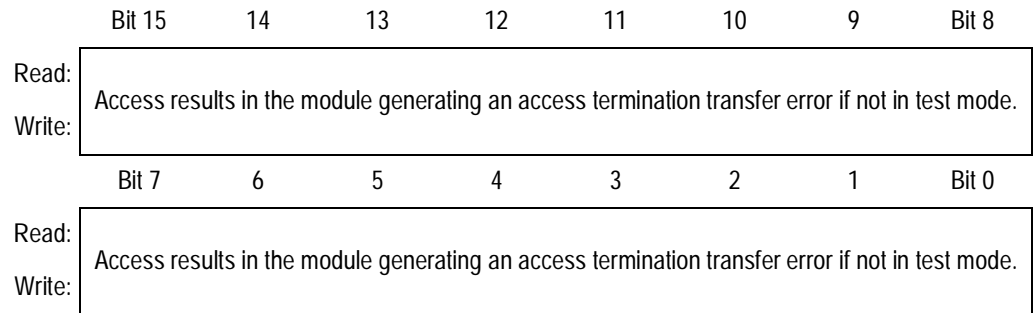 Bit 15 14 13 12 11 10 9 Bit 8
Read:
Access results in the module generating an access termination transfer error if not in test mode.
Write:
Bit 7 6 5 4 3 2 1 Bit 0
Read:
Access results in the module generating an access termination transfer error if not in test mode.
Write: